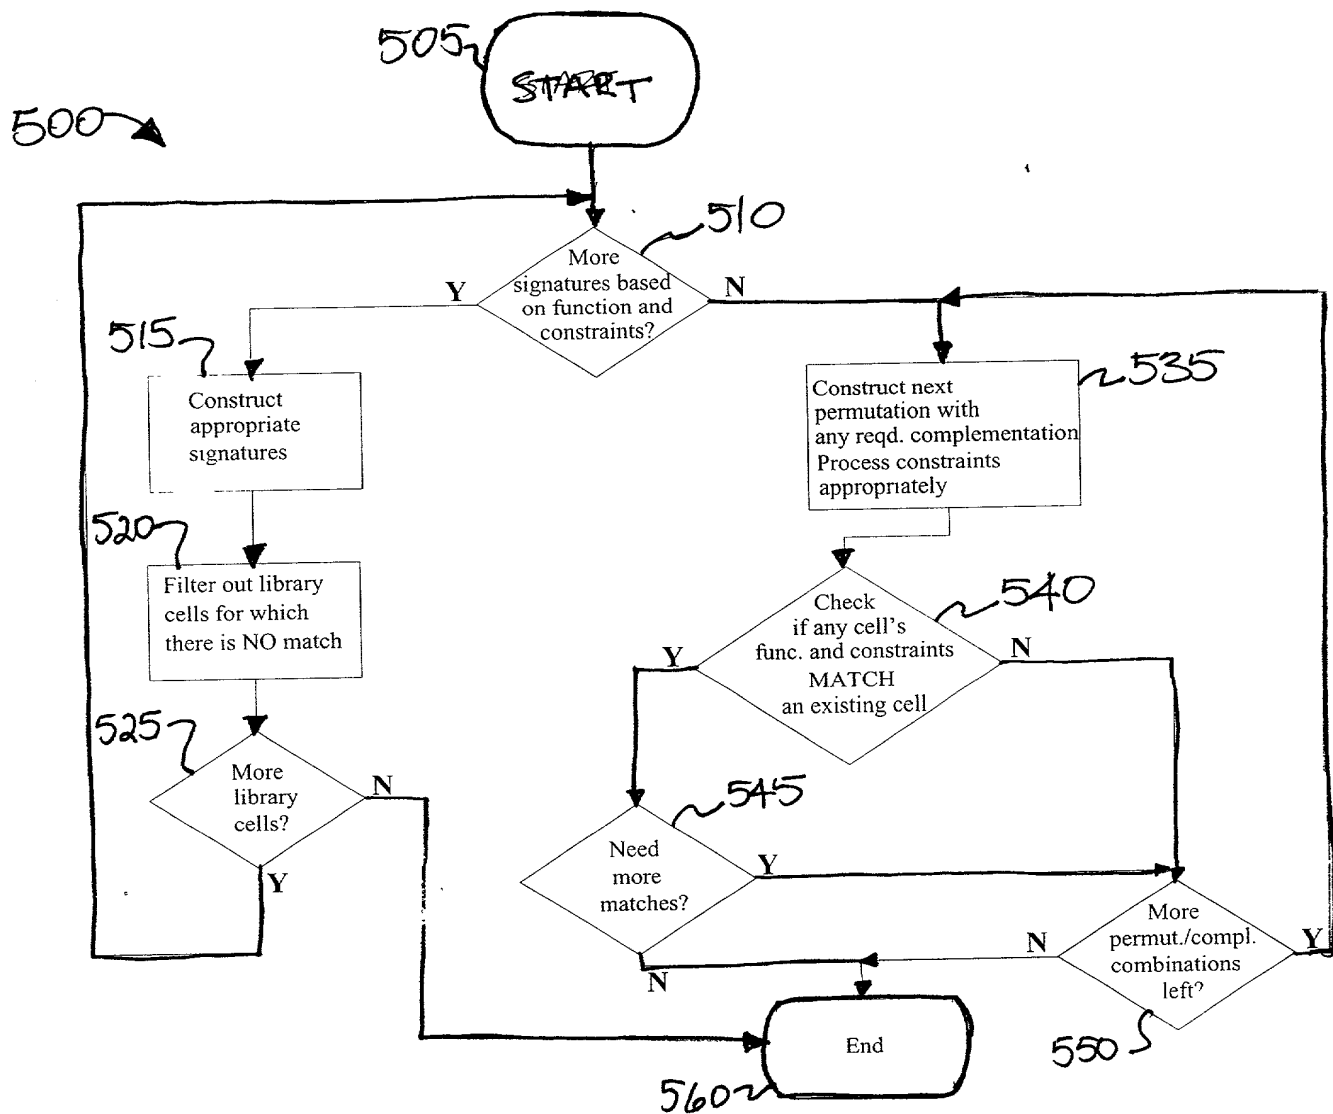 505
START
500
510
More
signatures based
on function and
constraints?
Y
N
515
Construct
appropriate
signatures
535
Construct next
permutation with
any reqd. complementation
Process constraints
appropriately
520
Filter out library
cells for which
there is NO match
540
Check
if any cell's
func. and constraints
MATCH
an existing cell
Y
N
525
More
library
cells?
N
Y
545
Need
more
matches?
Y
N
More
permut./compl.
combinations
left?
N
Y
550
End
560